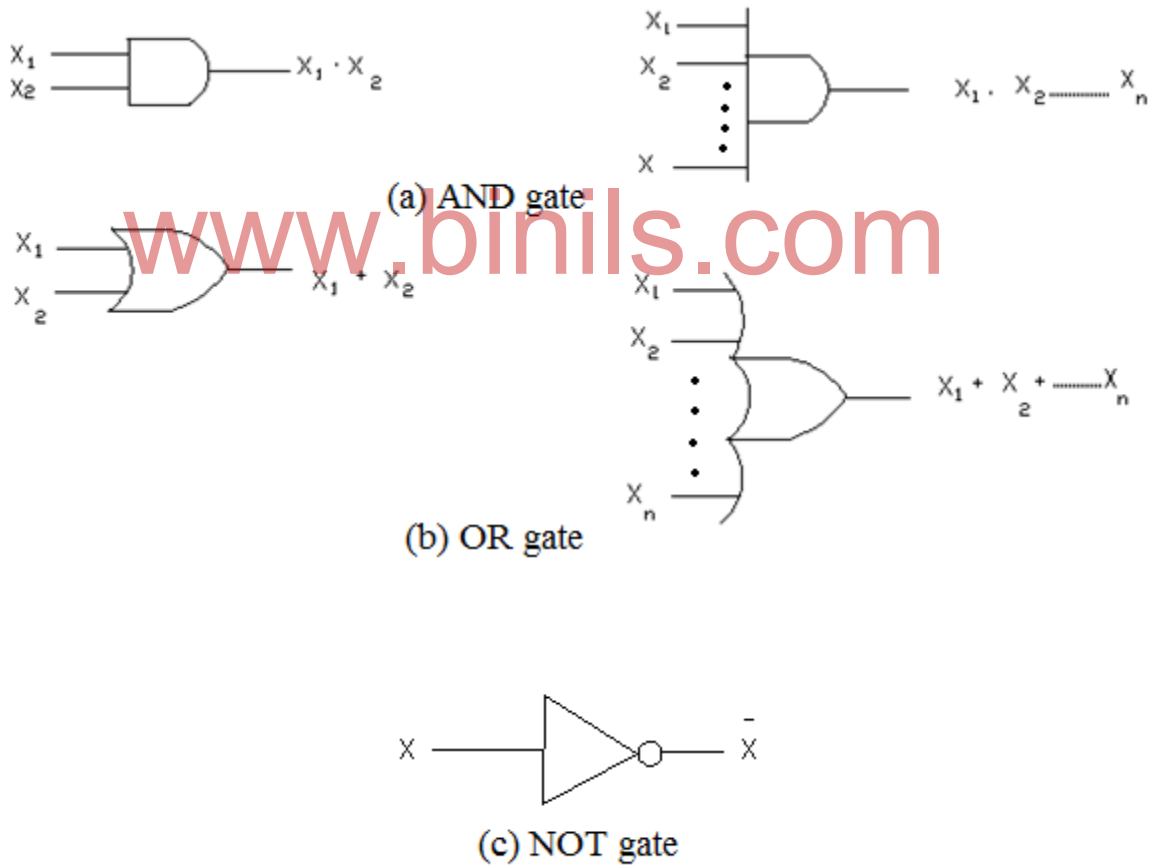 X₁
X₂
X₁ · X₂
X₁
X₂
X
X₁ . X₂ ........... Xₙ
(a) AND gate
www.binils.com
X₁
X₂
X₁ + X₂
X₁
X₂
Xₙ
X₁ + X₂ + ..........Xₙ
(b) OR gate
X
X̄
(c) NOT gate